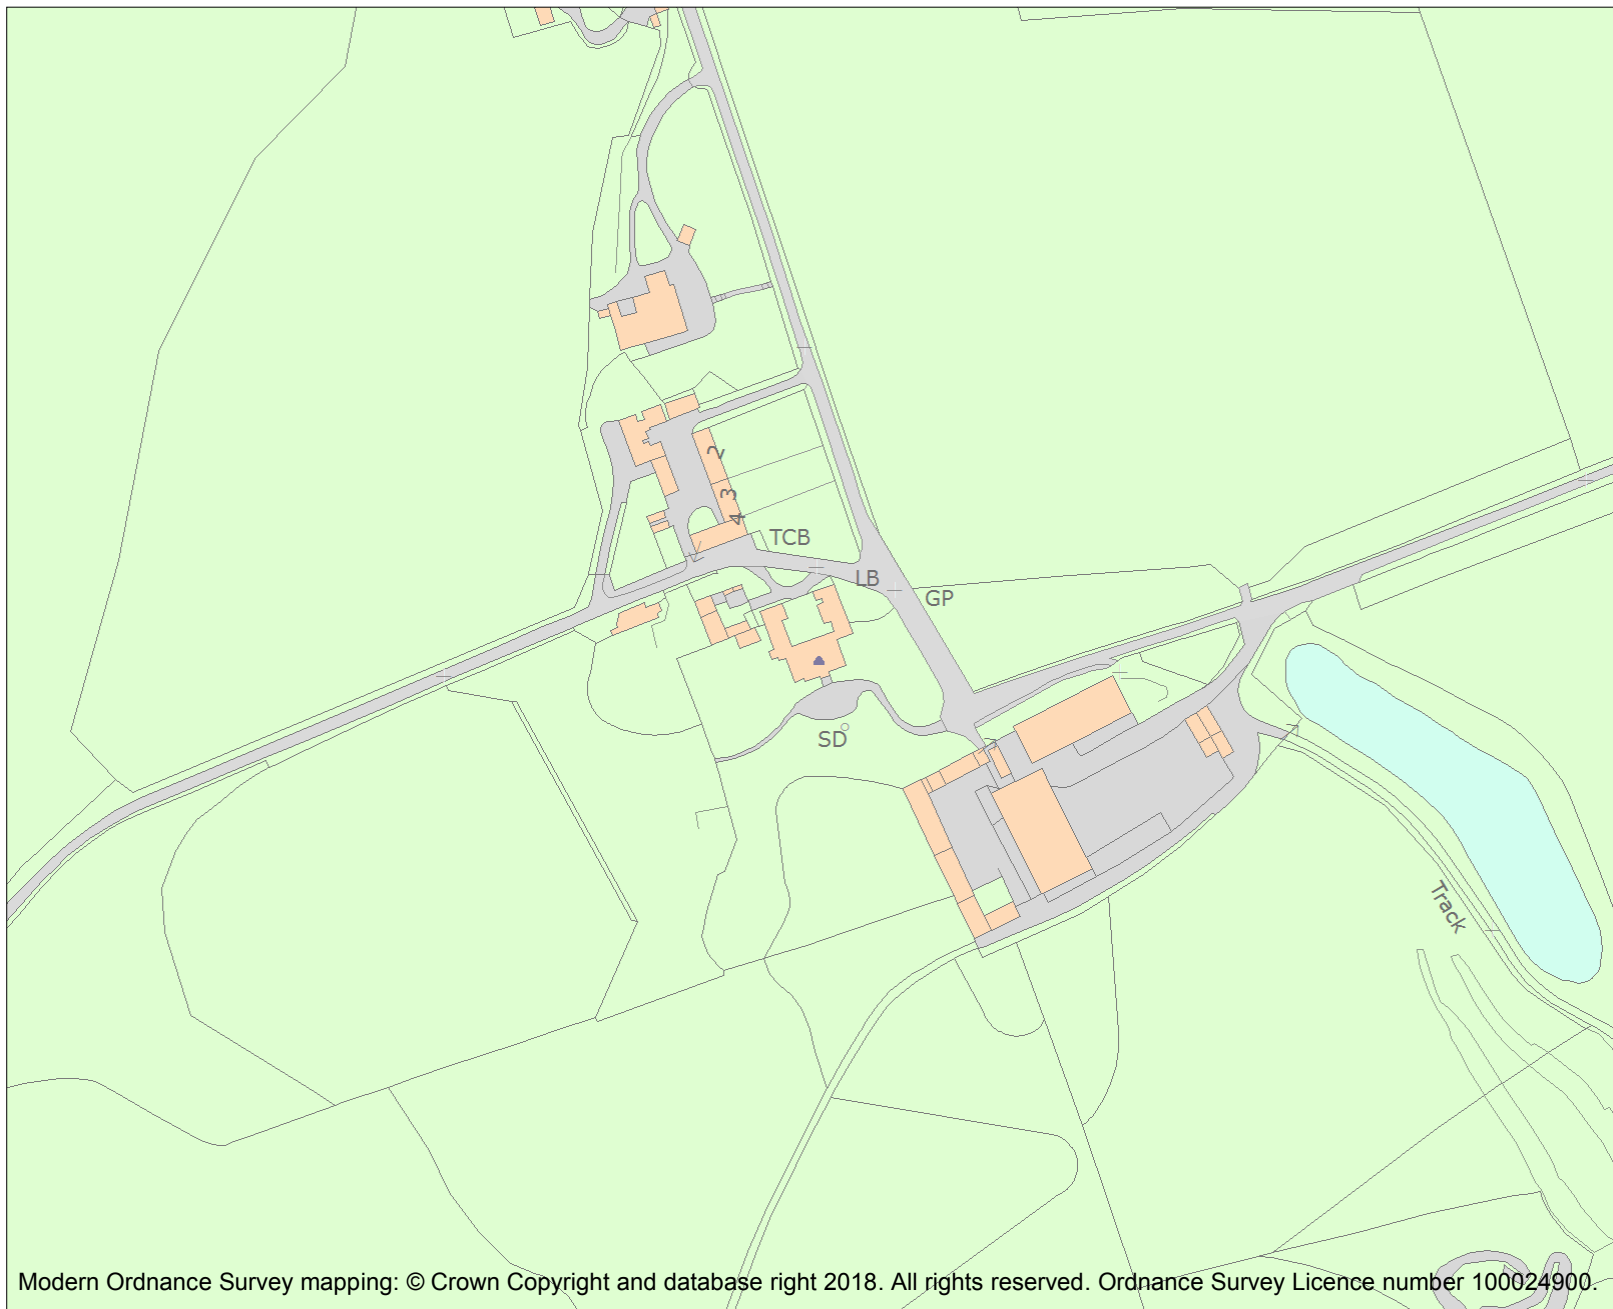 2
3
4
TCB
LB
GP
SD
Track
Modern Ordnance Survey mapping: © Crown Copyright and database right 2018. All rights reserved. Ordnance Survey Licence number 100024900.